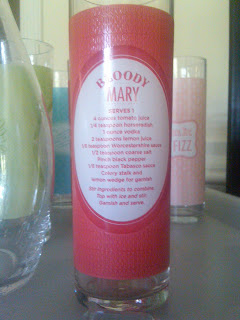 BLOODY
MARY
SERVES 1
4 ounces tomato juice
1/4 teaspoon horseradish
1 ounce vodka
2 teaspoons lemon juice
1/8 teaspoon Worcestershire sauce
1/2 teaspoon coarse salt
Pinch black pepper
1/8 teaspoon Tabasco sauce
Celery stalk and
lemon wedge for garnish
Stir ingredients to combine.
Top with ice and stir.
Garnish and serve.
FIZZ